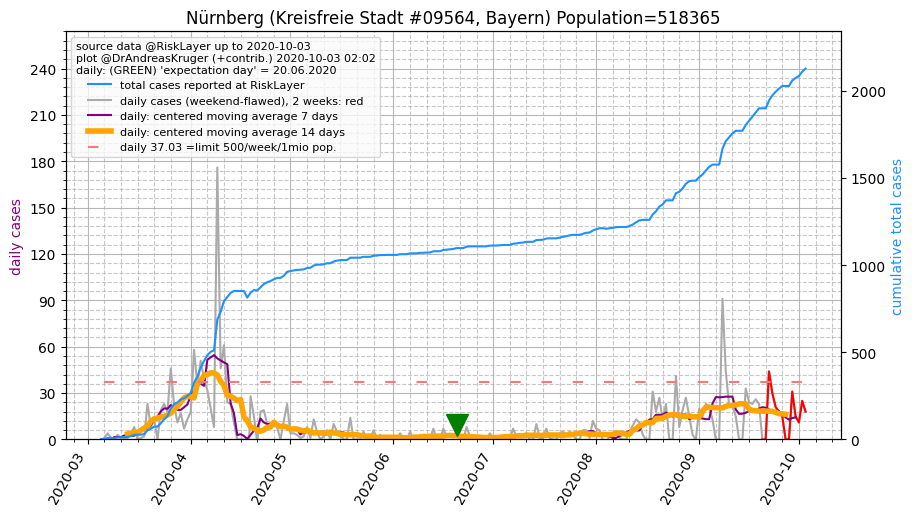 Nürnberg (Kreisfreie Stadt #09564, Bayern) Population=518365
source data @RiskLayer up to 2020-10-03
plot @DrAndreasKruger (+contrib.) 2020-10-03 02:02
daily: (GREEN) 'expectation day' = 20.06.2020
total cases reported at RiskLayer
daily cases (weekend-flawed), 2 weeks: red
daily: centered moving average 7 days
daily: centered moving average 14 days
daily 37.03 =limit 500/week/1mio pop.
daily cases
240
210
180
150
120
90
60
30
0
2000
1500
1000
500
0
cumulative total cases
2020-03
2020-04
2020-05
2020-06
2020-07
2020-08
2020-09
2020-10